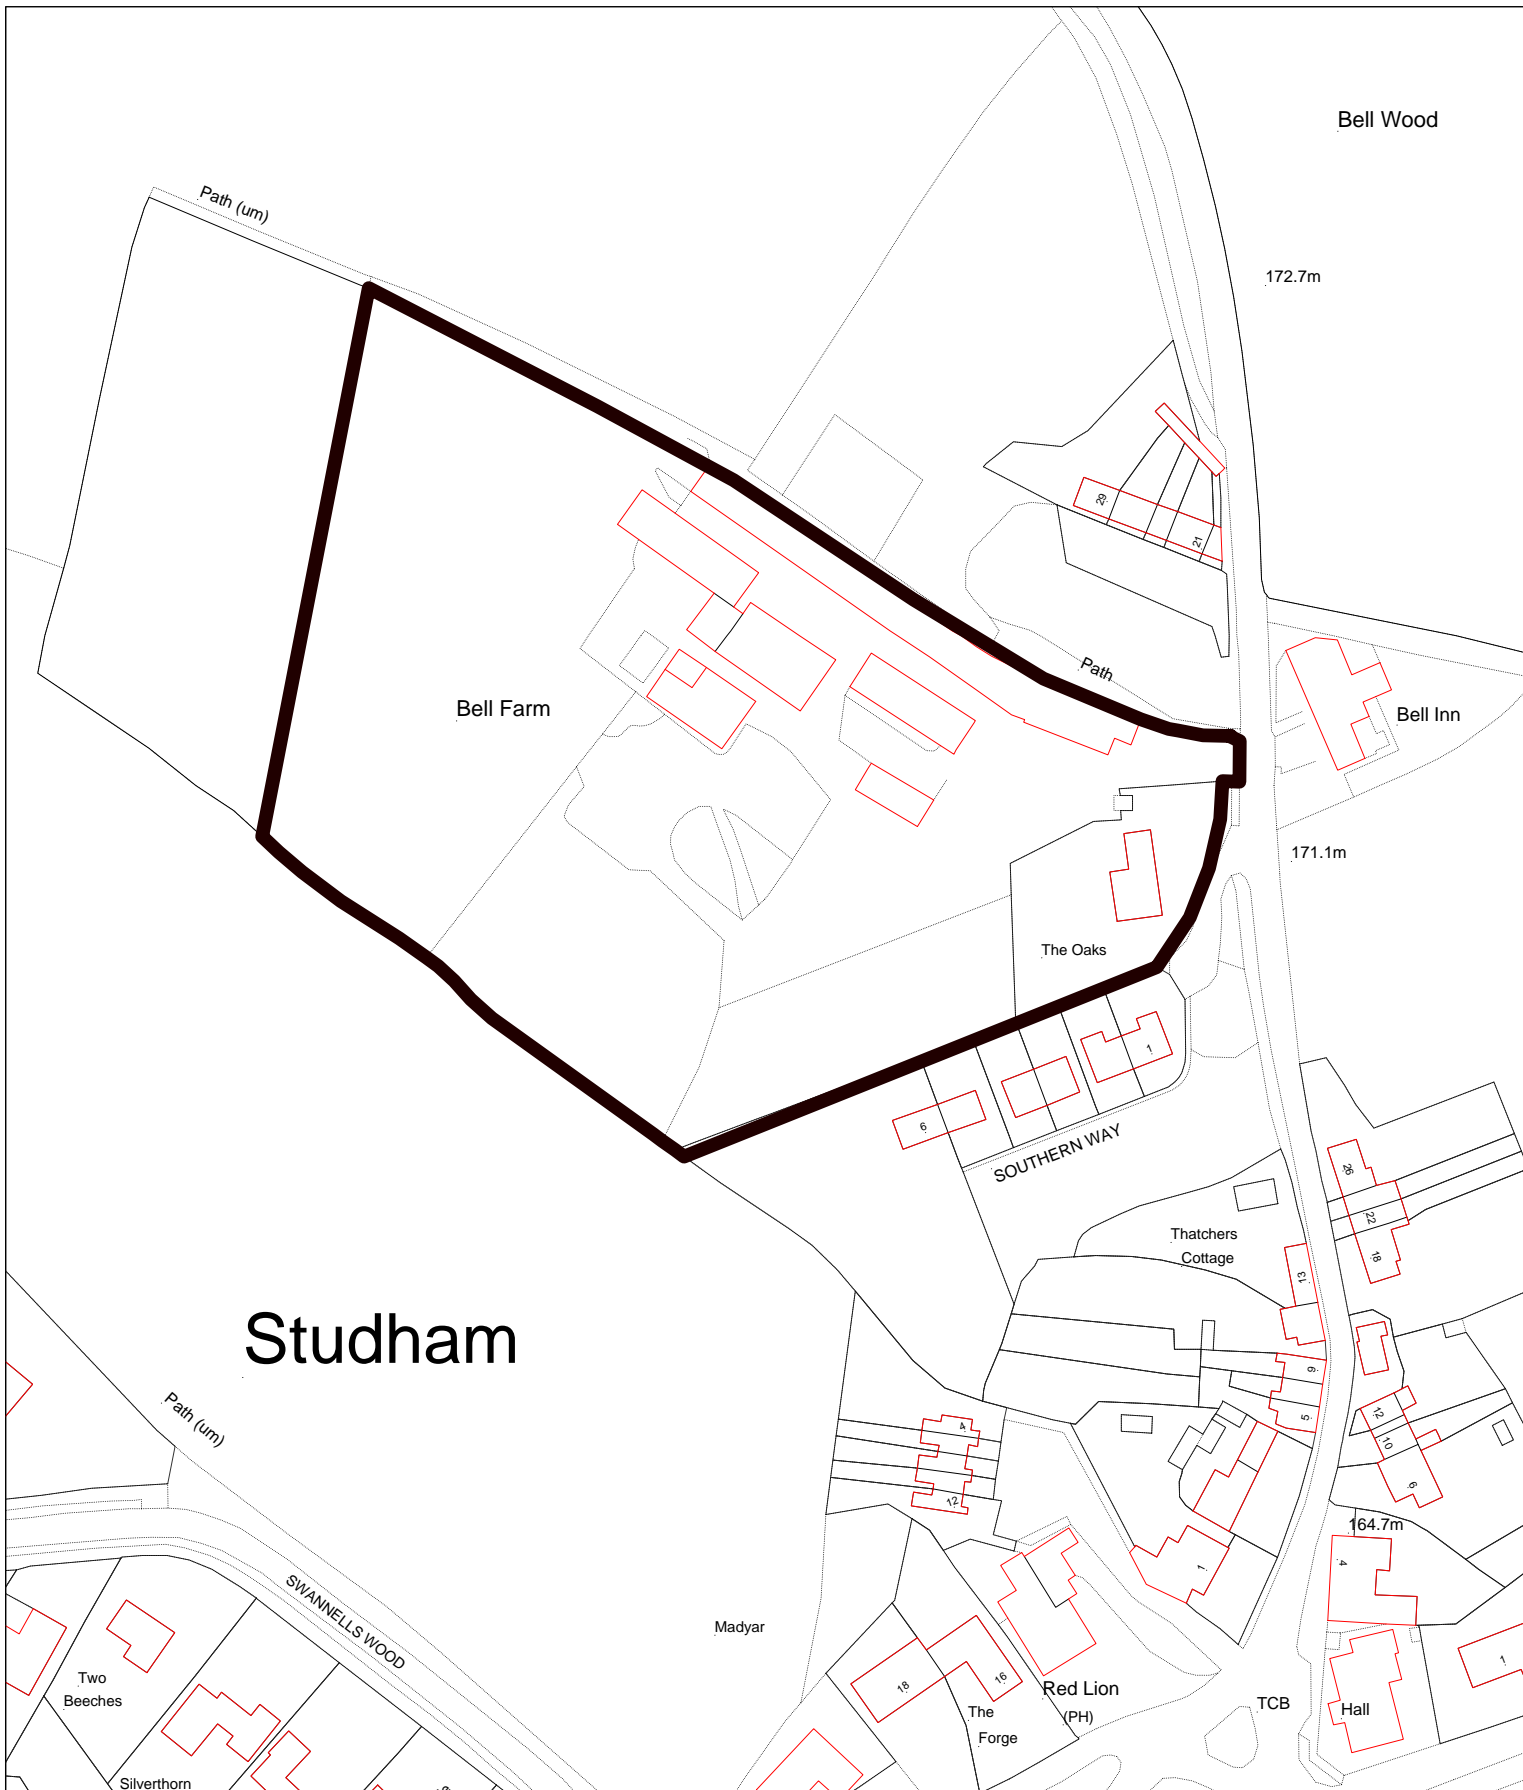 Bell Wood
Path (um)
172.7m
29
21
Path
Bell Farm
Bell Inn
171.1m
The Oaks
1
6
SOUTHERN WAY
26
22
18
Thatchers
Cottage
13
Studham
9
5
Path (um)
12
10
6
4
12
164.7m
4
1
SWANNELLS WOOD
Madyar
1
Two
Beeches
18
16
Red Lion
(PH)
The
Forge
TCB
Hall
Silverthorn